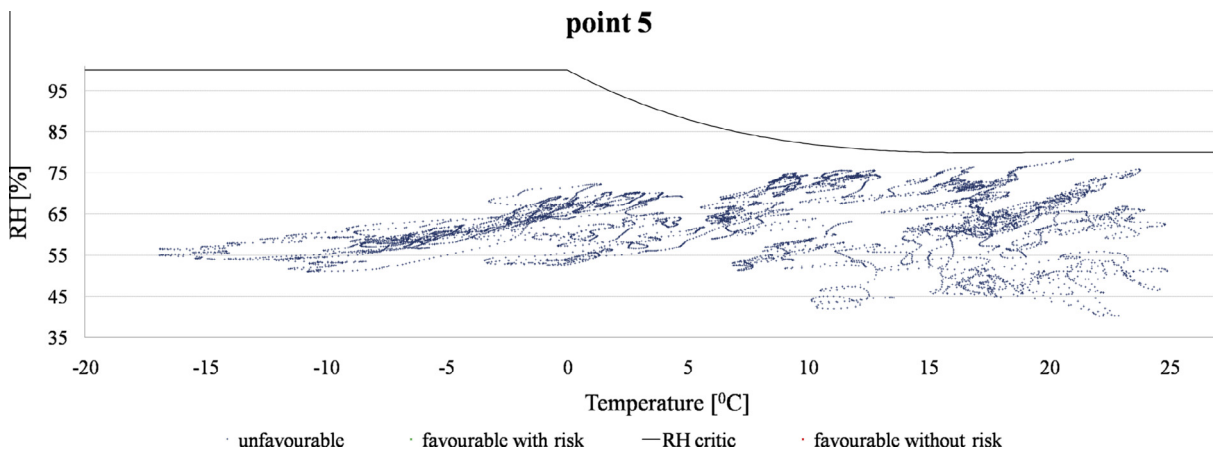 point 5
RH [%]
95
85
75
65
55
45
35
-20 -15 -10 -5 0 5 10 15 20 25
Temperature [⁰C]
unfavourable favourable with risk RH critic favourable without risk